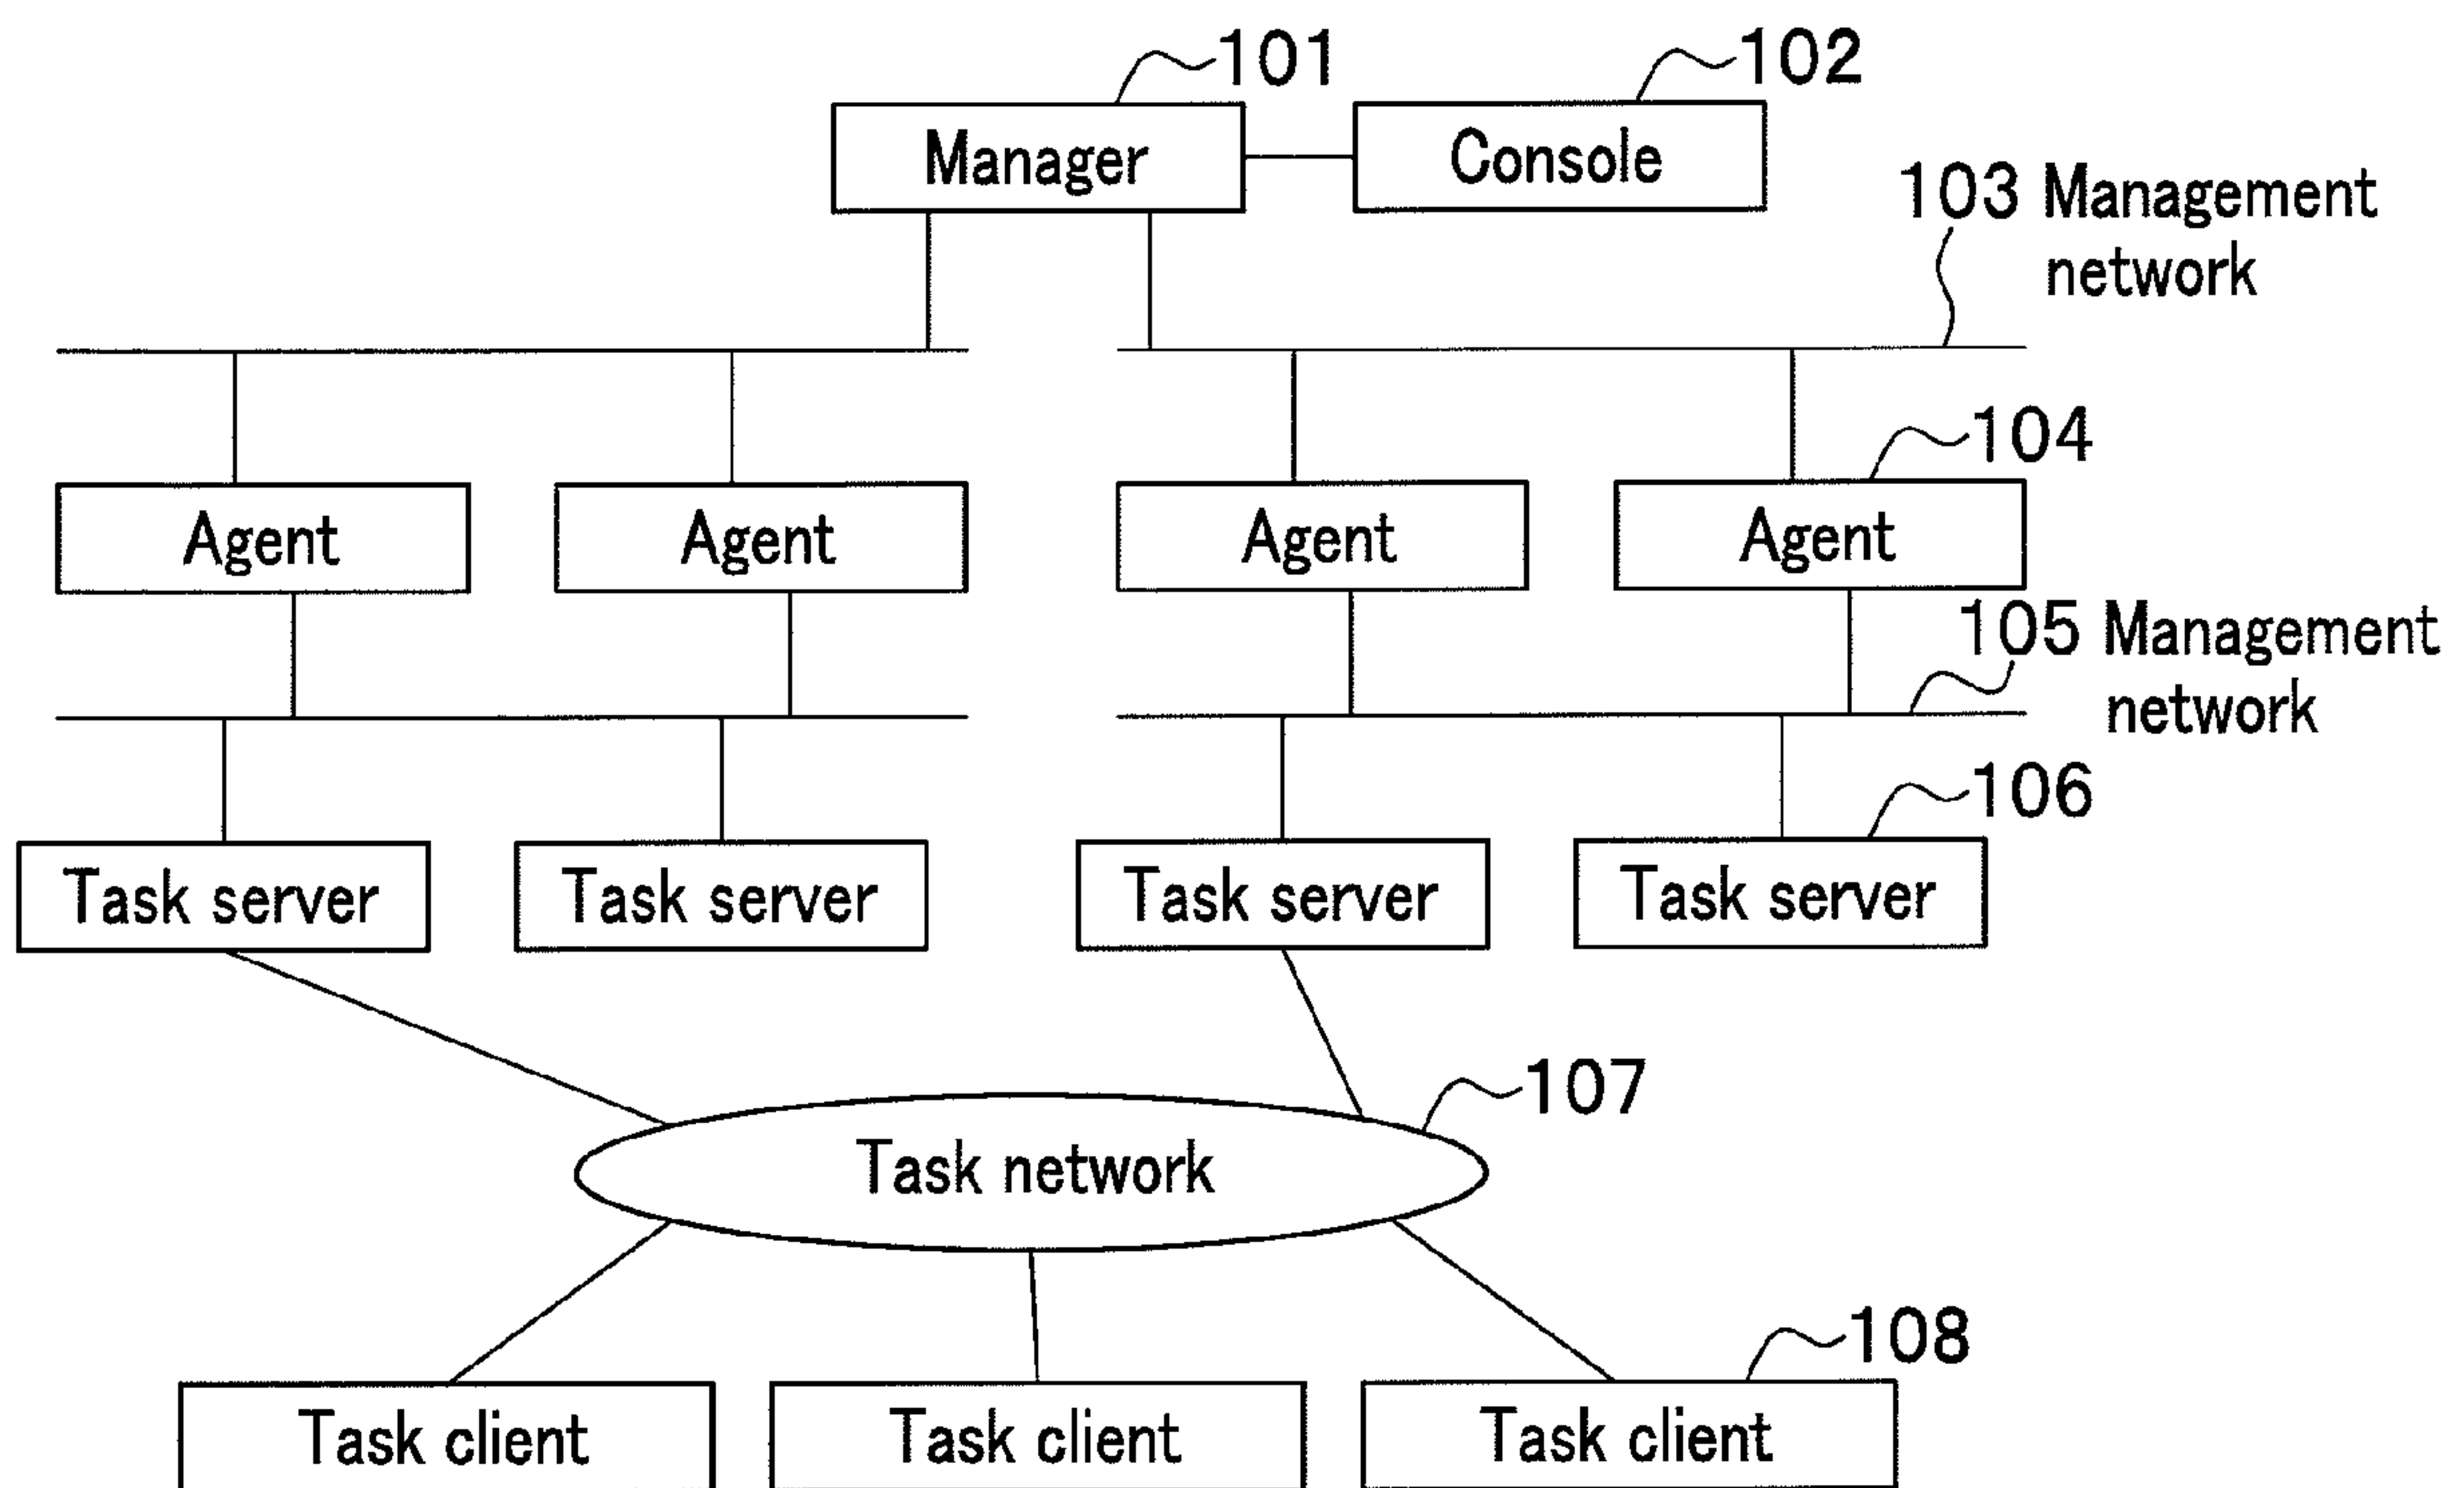 101
102
Manager
Console
103 Management
network
104
Agent
Agent
Agent
Agent
105 Management
network
106
Task server
Task server
Task server
Task server
107
Task network
108
Task client
Task client
Task client